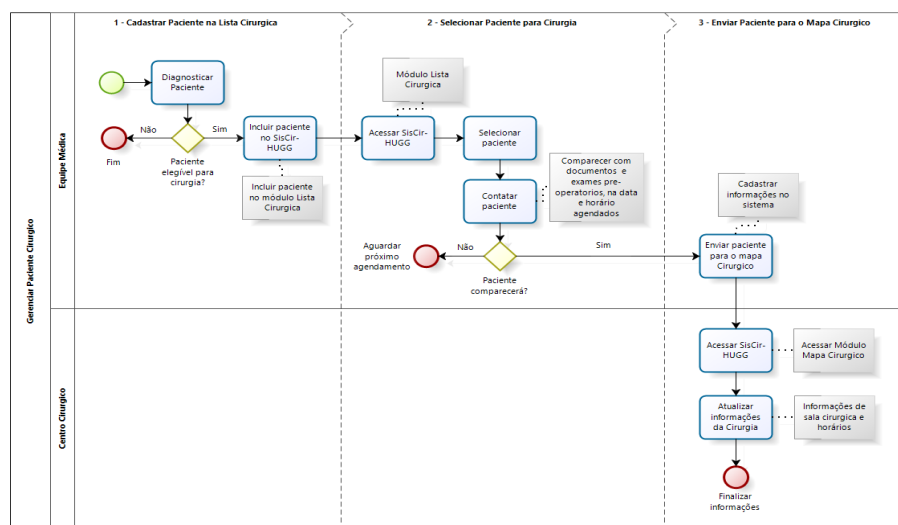 Gerenciar Paciente Cirurgico
Equipe Médica
Centro Cirurgico
1 - Cadastrar Paciente na Lista Cirurgica
2 - Selecionar Paciente para Cirurgia
3 - Enviar Paciente para o Mapa Cirurgico
Diagnosticar
Paciente
Não
Sim
Fim
Paciente
elegível para
cirurgia?
Incluir paciente
no SisCir-
HUGG
Incluir paciente
no módulo Lista
Cirurgica
Módulo Lista
Cirurgica
Acessar SisCir-
HUGG
Selecionar
paciente
Contatar
paciente
Comparecer com
documentos e
exames pre-
operatorios, na data
e horário
agendados
Aguardar
próximo
agendamento
Não
Sim
Paciente
comparecerá?
Cadastrar
informações no
sistema
Enviar paciente
para o mapa
Cirurgico
Acessar SisCir-
HUGG
Acessar Módulo
Mapa Cirurgico
Atualizar
informações
da Cirurgia
Informações de
sala cirurgica e
horários
Finalizar
informações